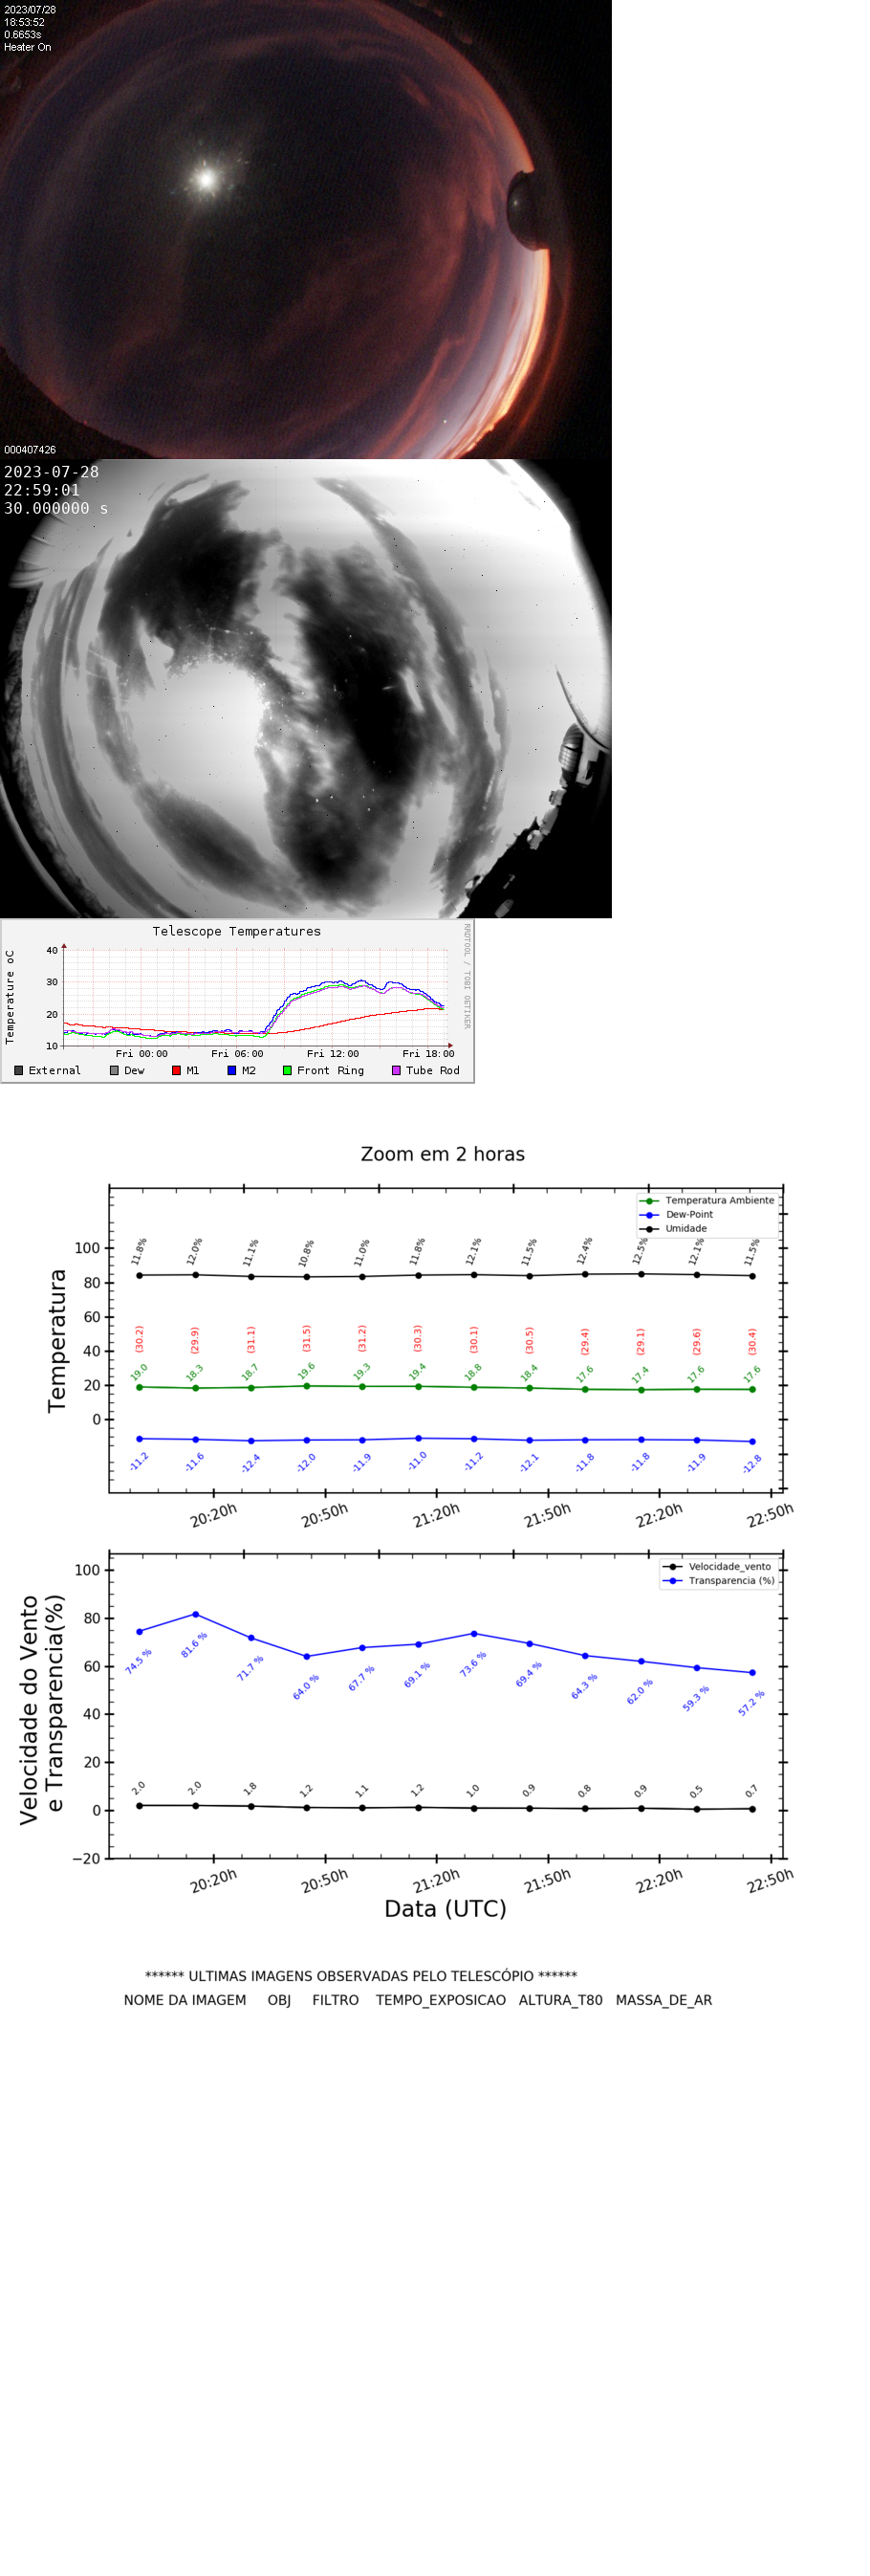 2023/07/28
18:53:52
0.6653s
Heater On
000407426
2023-07-28
22:59:01
30.000000 s
Telescope Temperatures
RRDTOOL / TOBI OETIKER
Temperature oC
40
30
20
10
Fri 00:00 Fri 06:00 Fri 12:00 Fri 18:00
External Dew M1 M2 Front Ring Tube Rod
Zoom em 2 horas
Temperatura Ambiente
Dew-Point
Umidade
Temperatura
100
80
60
40
20
0
11.8% 12.0% 11.1% 10.8% 11.0% 11.8% 12.1% 11.5% 12.4% 12.5% 12.1% 11.5%
(30.2) (29.9) (31.1) (31.5) (31.2) (30.3) (30.1) (30.5) (29.4) (29.1) (29.6) (30.4)
19.0 18.3 18.7 19.6 19.3 19.4 18.8 18.4 17.6 17.4 17.6 17.6
-11.2 -11.6 -12.4 -12.0 -11.9 -11.0 -11.2 -12.1 -11.8 -11.8 -11.9 -12.8
20:20h 20:50h 21:20h 21:50h 22:20h 22:50h
Velocidade_vento
Transparencia (%)
Velocidade do Vento
e Transparencia(%)
100
80
60
40
20
0
−20
74.5 % 81.6 % 71.7 % 64.0 % 67.7 % 69.1 % 73.6 % 69.4 % 64.3 % 62.0 % 59.3 % 57.2 %
2.0 2.0 1.8 1.2 1.1 1.2 1.0 0.9 0.8 0.9 0.5 0.7
20:20h 20:50h 21:20h 21:50h 22:20h 22:50h
Data (UTC)
****** ULTIMAS IMAGENS OBSERVADAS PELO TELESCÓPIO ******
NOME DA IMAGEM OBJ FILTRO TEMPO_EXPOSICAO ALTURA_T80 MASSA_DE_AR